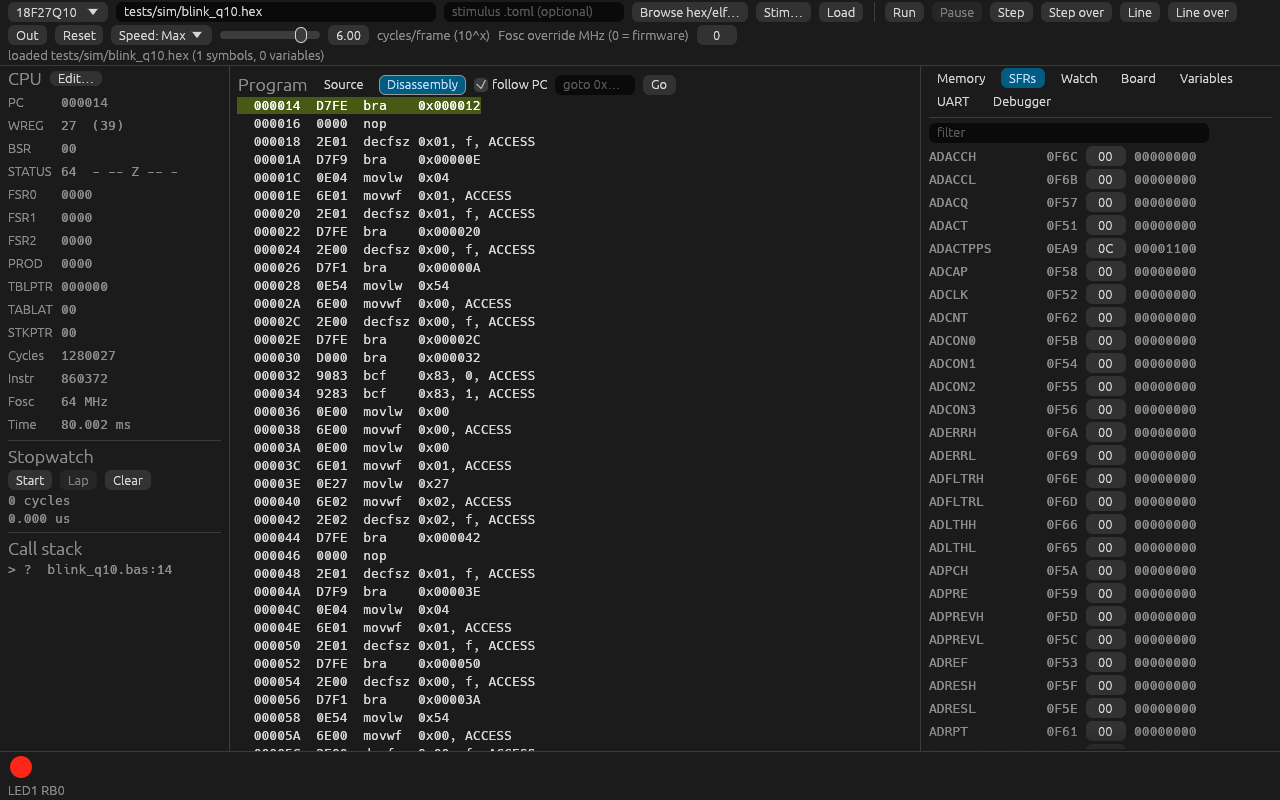 18F27Q10 tests/sim/blink_q10.hex stimulus .toml (optional) Browse hex/elf... Stim... Load Run Pause Step Step over Line Line over
Out Reset Speed: Max 6.00 cycles/frame (10^x) Fosc override MHz (0 = firmware) 0
loaded tests/sim/blink_q10.hex (1 symbols, 0 variables)
CPU Edit...
PC 000014
WREG 27 (39)
BSR 00
STATUS 64 - -- Z -- -
FSR0 0000
FSR1 0000
FSR2 0000
PROD 0000
TBLPTR 000000
TABLAT 00
STKPTR 00
Cycles 1280027
Instr 860372
Fosc 64 MHz
Time 80.002 ms
Stopwatch
Start Lap Clear
0 cycles
0.000 us
Call stack
> ? blink_q10.bas:14
Program Source Disassembly follow PC goto 0x... Go
000014 D7FE bra 0x000012
000016 0000 nop
000018 2E01 decfsz 0x01, f, ACCESS
00001A D7F9 bra 0x00000E
00001C 0E04 movlw 0x04
00001E 6E01 movwf 0x01, ACCESS
000020 2E01 decfsz 0x01, f, ACCESS
000022 D7FE bra 0x000020
000024 2E00 decfsz 0x00, f, ACCESS
000026 D7F1 bra 0x00000A
000028 0E54 movlw 0x54
00002A 6E00 movwf 0x00, ACCESS
00002C 2E00 decfsz 0x00, f, ACCESS
00002E D7FE bra 0x00002C
000030 D000 bra 0x000032
000032 9083 bcf 0x83, 0, ACCESS
000034 9283 bcf 0x83, 1, ACCESS
000036 0E00 movlw 0x00
000038 6E00 movwf 0x00, ACCESS
00003A 0E00 movlw 0x00
00003C 6E01 movwf 0x01, ACCESS
00003E 0E27 movlw 0x27
000040 6E02 movwf 0x02, ACCESS
000042 2E02 decfsz 0x02, f, ACCESS
000044 D7FE bra 0x000042
000046 0000 nop
000048 2E01 decfsz 0x01, f, ACCESS
00004A D7F9 bra 0x00003E
00004C 0E04 movlw 0x04
00004E 6E01 movwf 0x01, ACCESS
000050 2E01 decfsz 0x01, f, ACCESS
000052 D7FE bra 0x000050
000054 2E00 decfsz 0x00, f, ACCESS
000056 D7F1 bra 0x00003A
000058 0E54 movlw 0x54
00005A 6E00 movwf 0x00, ACCESS
Memory SFRs Watch Board Variables
UART Debugger
filter
ADACCH 0F6C 00 00000000
ADACCL 0F6B 00 00000000
ADACQ 0F57 00 00000000
ADACT 0F51 00 00000000
ADACTPPS 0EA9 0C 00001100
ADCAP 0F58 00 00000000
ADCLK 0F52 00 00000000
ADCNT 0F62 00 00000000
ADCON0 0F5B 00 00000000
ADCON1 0F54 00 00000000
ADCON2 0F55 00 00000000
ADCON3 0F56 00 00000000
ADERRH 0F6A 00 00000000
ADERRL 0F69 00 00000000
ADFLTRH 0F6E 00 00000000
ADFLTRL 0F6D 00 00000000
ADLTHH 0F66 00 00000000
ADLTHL 0F65 00 00000000
ADPCH 0F5A 00 00000000
ADPRE 0F59 00 00000000
ADPREVH 0F5D 00 00000000
ADPREVL 0F5C 00 00000000
ADREF 0F53 00 00000000
ADRESH 0F5F 00 00000000
ADRESL 0F5E 00 00000000
ADRPT 0F61 00 00000000
LED1 RB0